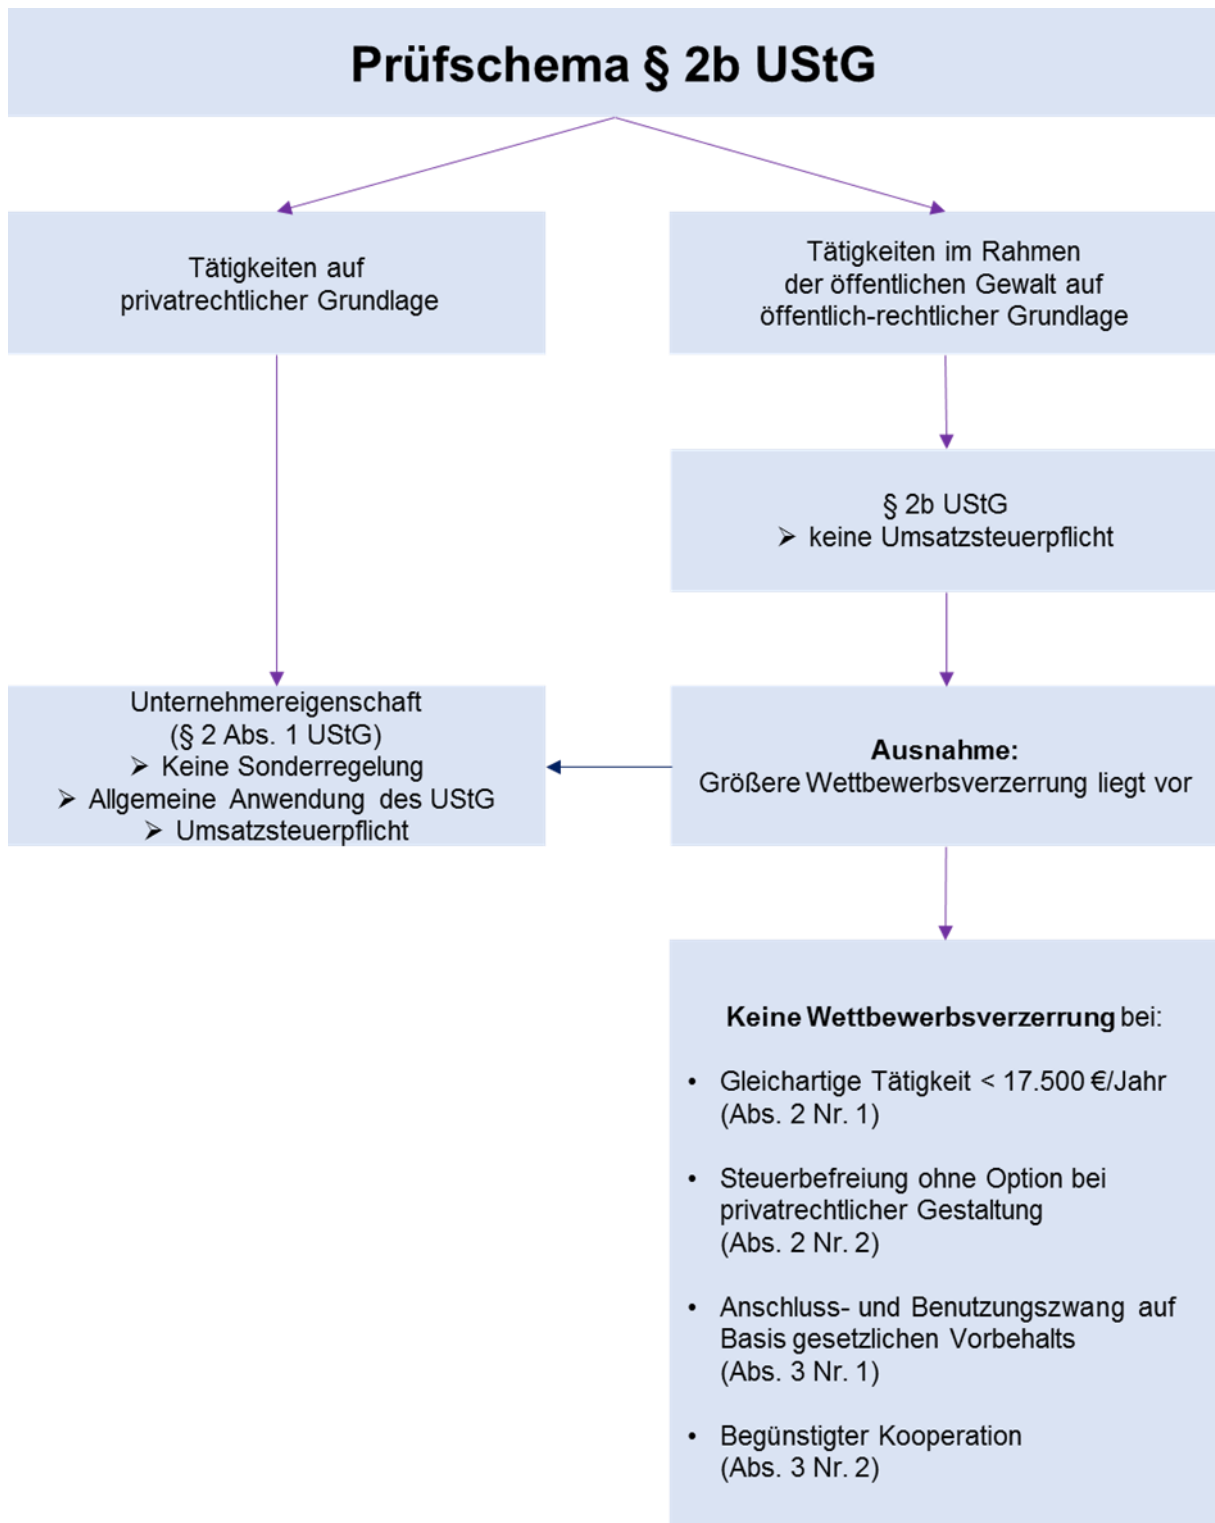 Prüfschema § 2b UStG
Tätigkeiten auf
privatrechtlicher Grundlage
Tätigkeiten im Rahmen
der öffentlichen Gewalt auf
öffentlich-rechtlicher Grundlage
§ 2b UStG
➢ keine Umsatzsteuerpflicht
Unternehmereigenschaft
(§ 2 Abs. 1 UStG)
➢ Keine Sonderregelung
➢ Allgemeine Anwendung des UStG
➢ Umsatzsteuerpflicht
Ausnahme:
Größere Wettbewerbsverzerrung liegt vor
Keine Wettbewerbsverzerrung bei:
• Gleichartige Tätigkeit < 17.500 €/Jahr
(Abs. 2 Nr. 1)
• Steuerbefreiung ohne Option bei
privatrechtlicher Gestaltung
(Abs. 2 Nr. 2)
• Anschluss- und Benutzungszwang auf
Basis gesetzlichen Vorbehalts
(Abs. 3 Nr. 1)
• Begünstigter Kooperation
(Abs. 3 Nr. 2)